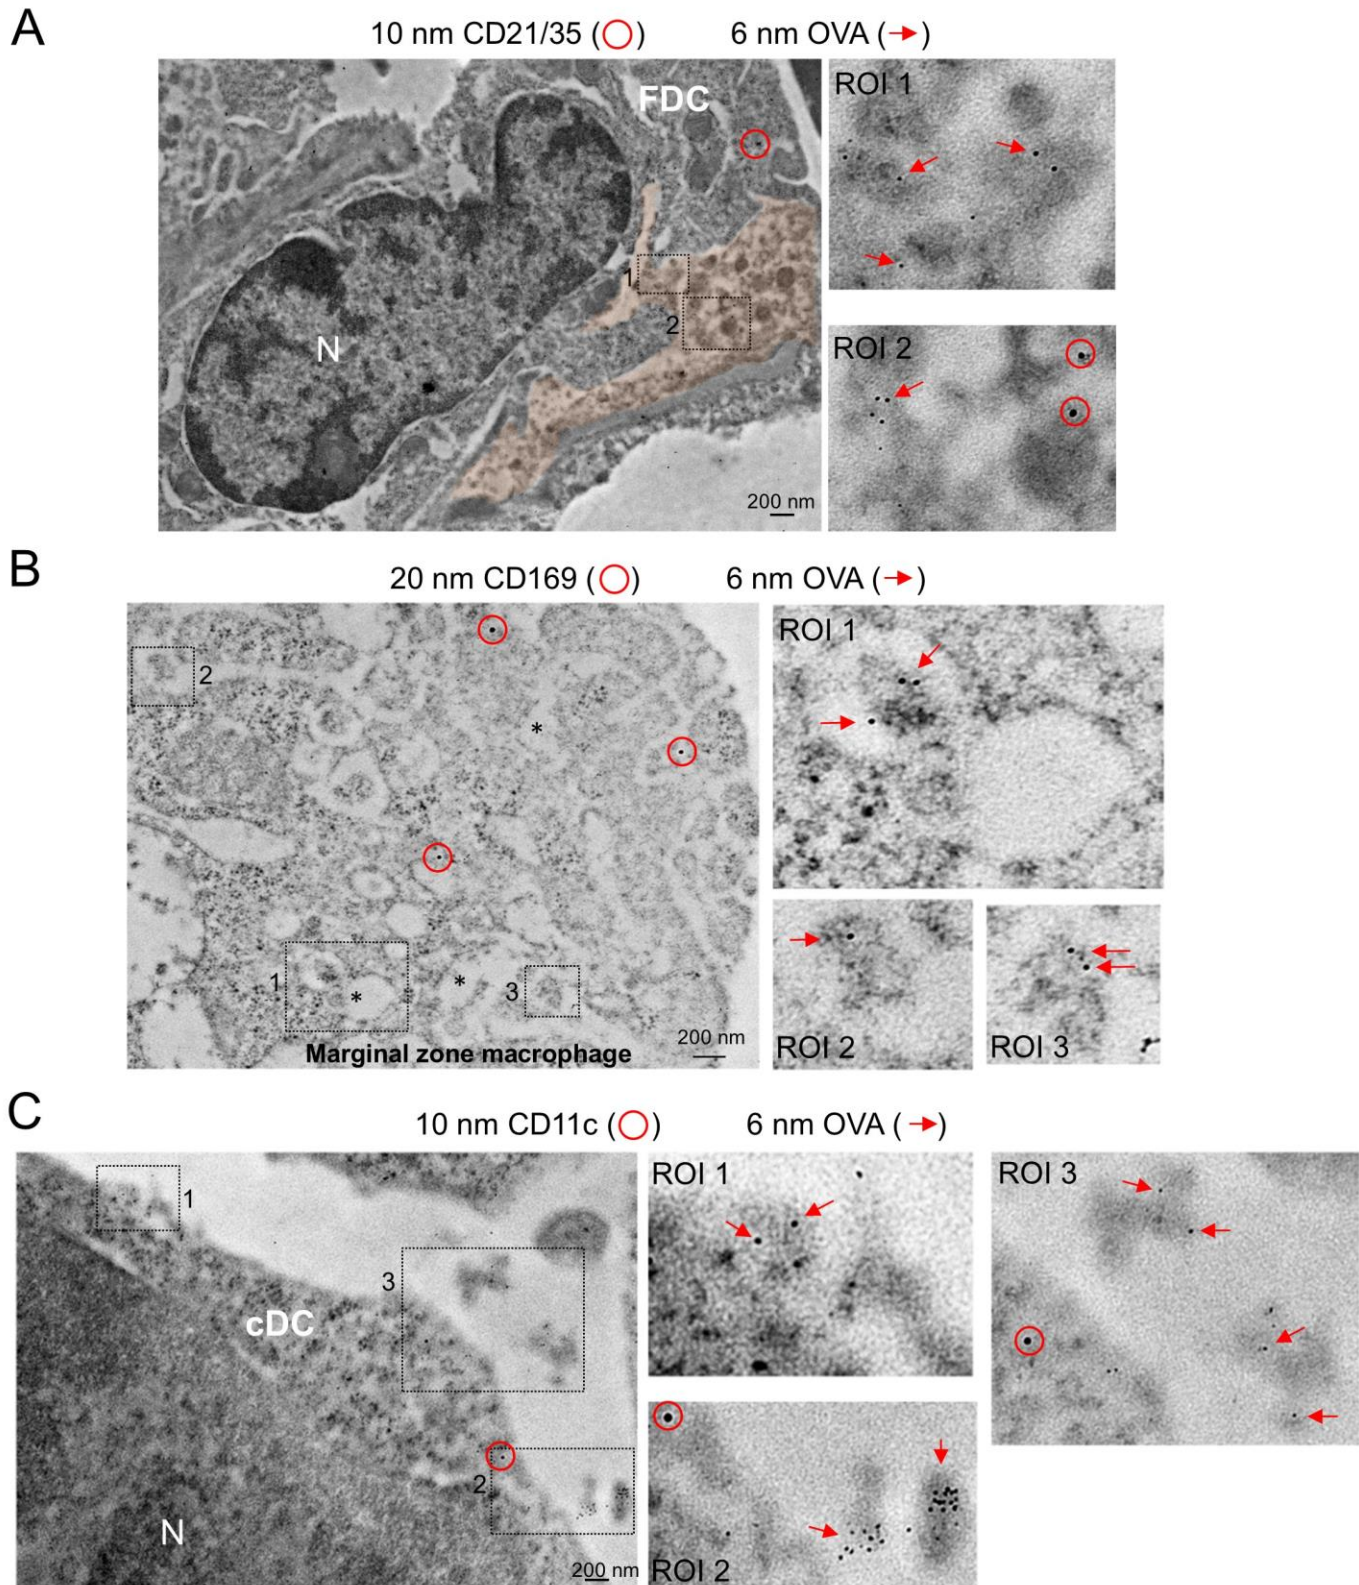 A
10 nm CD21/35 ( ) 6 nm OVA ( )
FDC
N
1
2
200 nm
ROI 1
ROI 2
B
20 nm CD169 ( ) 6 nm OVA ( )
2
*
1
*
*
3
200 nm
Marginal zone macrophage
ROI 1
ROI 2
ROI 3
C
10 nm CD11c ( ) 6 nm OVA ( )
1
3
cDC
2
N
200 nm
ROI 1
ROI 2
ROI 3